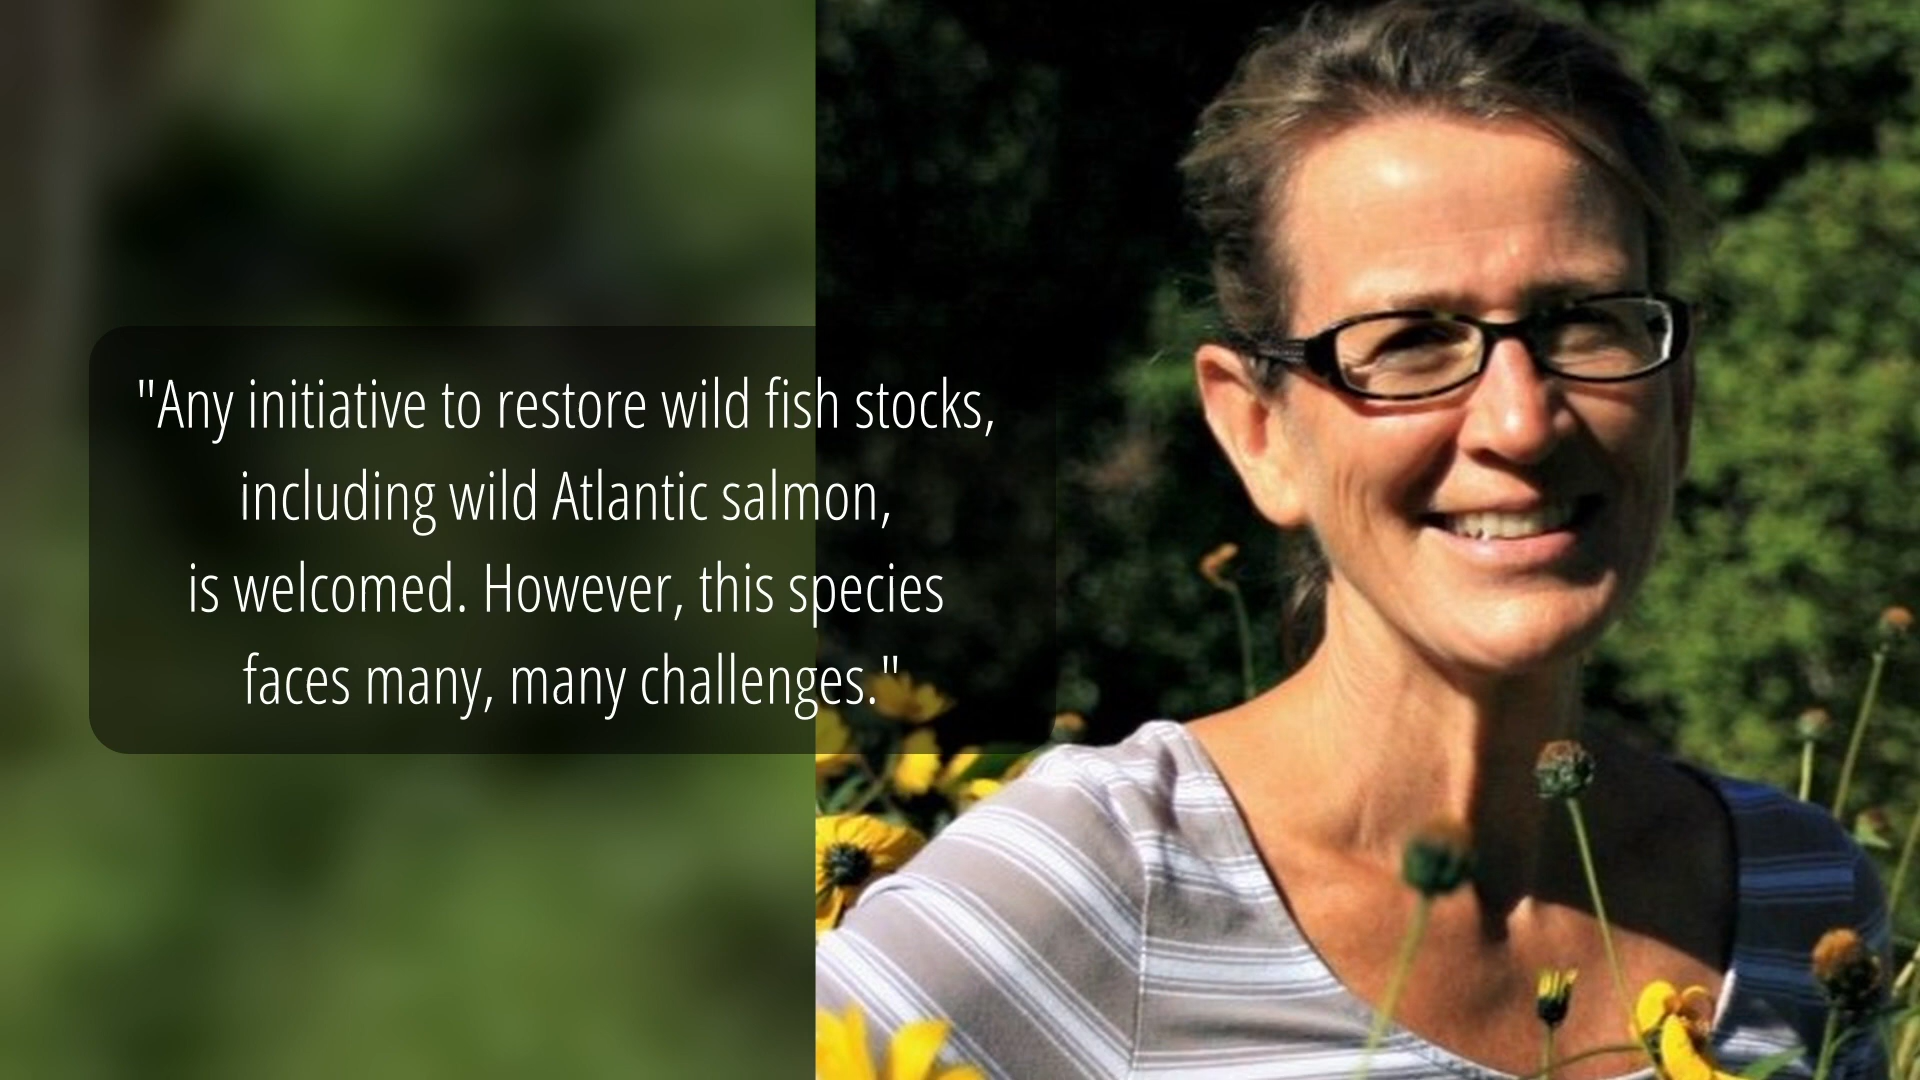 "Any initiative to restore wild fish stocks,
including wild Atlantic salmon,
is welcomed. However, this species
faces many, many challenges."